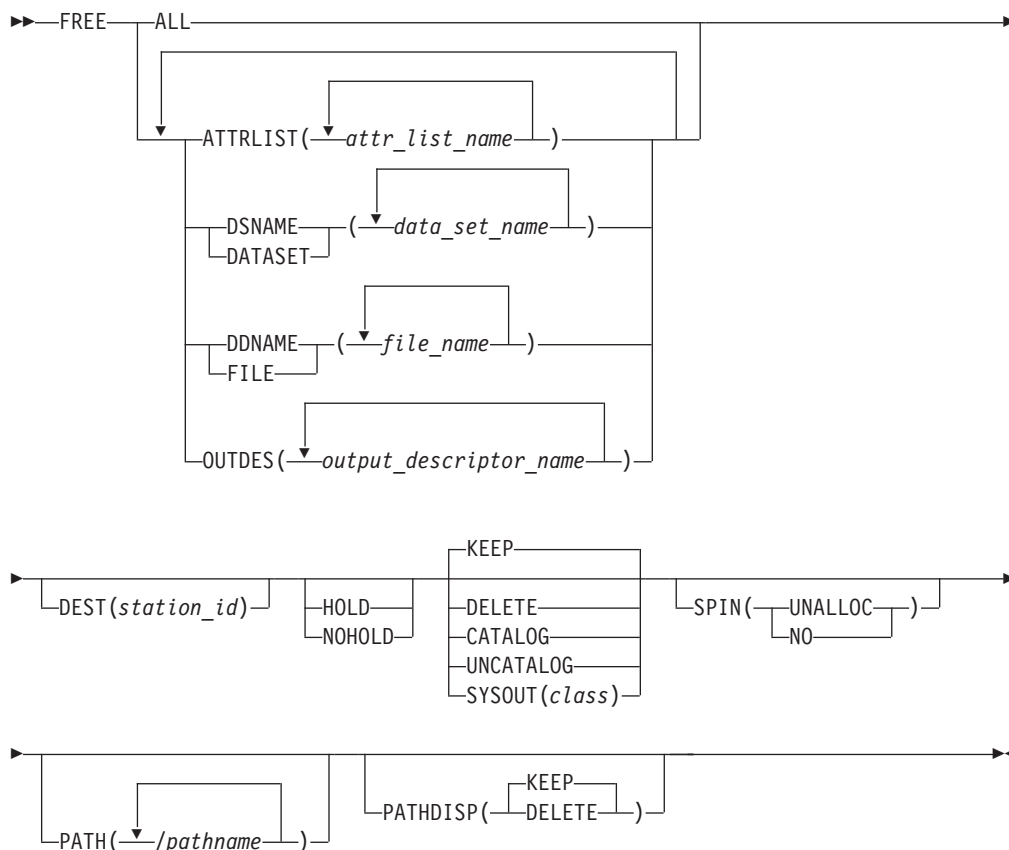 FREE ALL
ATTRLIST( attr_list_name )
DSNAME ( data_set_name )
DATASET
DDNAME ( file_name )
FILE
OUTDES( output_descriptor_name )
KEEP
DEST(station_id) HOLD DELETE SPIN( UNALLOC )
NOHOLD CATALOG NO
UNCATALOG
SYSOUT(class)
KEEP
PATHDISP( DELETE )
PATH( /pathname )